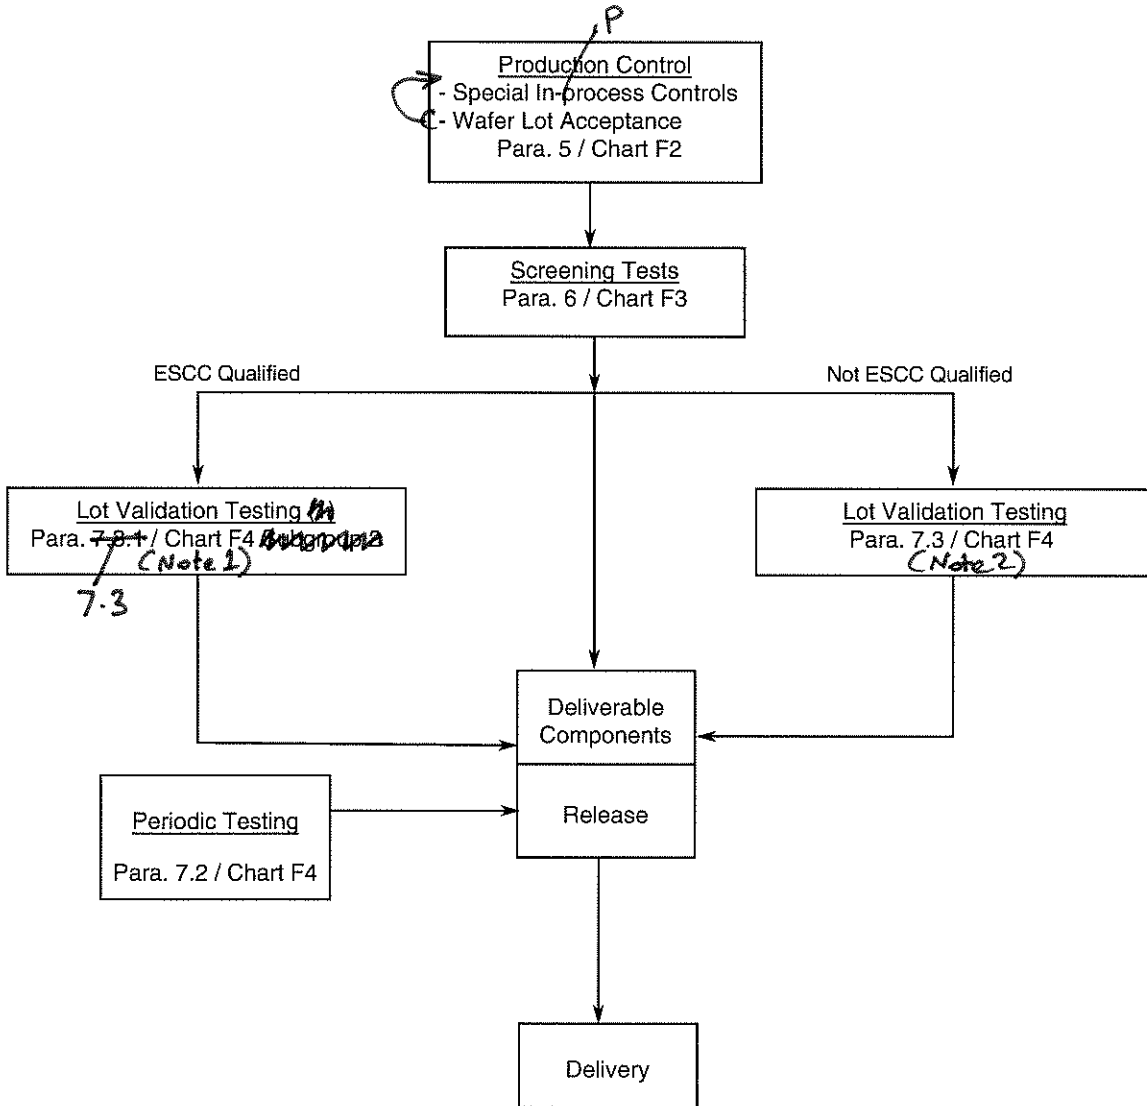 P
Production Control
- Special In-process Controls
- Wafer Lot Acceptance
Para. 5 / Chart F2
Screening Tests
Para. 6 / Chart F3
ESCC Qualified
Not ESCC Qualified
Lot Validation Testing
Para. 7.3.1 / Chart F4
(Note 1)
7.3
Lot Validation Testing
Para. 7.3 / Chart F4
(Note 2)
Deliverable
Components
Release
Periodic Testing
Para. 7.2 / Chart F4
Delivery